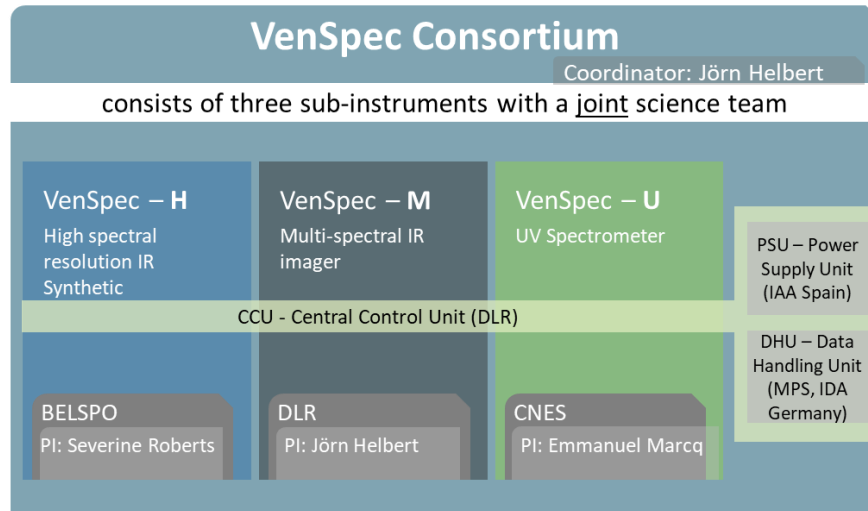 VenSpec Consortium
Coordinator: Jörn Helbert
consists of three sub-instruments with a joint science team
VenSpec – H
High spectral
resolution IR
Synthetic
VenSpec – M
Multi-spectral IR
imager
VenSpec – U
UV Spectrometer
PSU – Power
Supply Unit
(IAA Spain)
CCU - Central Control Unit (DLR)
DHU – Data
Handling Unit
(MPS, IDA
Germany)
BELSPO
PI: Severine Roberts
DLR
PI: Jörn Helbert
CNES
PI: Emmanuel Marcq